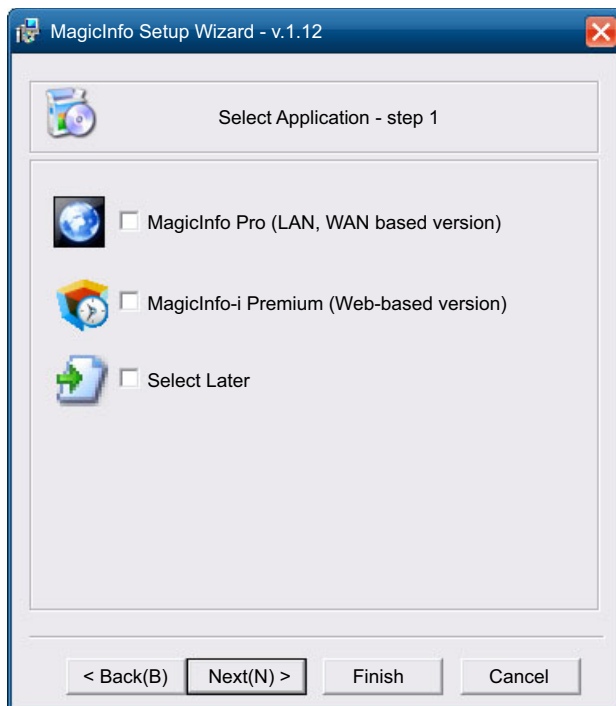 MagicInfo Setup Wizard - v.1.12
Select Application - step 1
MagicInfo Pro (LAN, WAN based version)
MagicInfo-i Premium (Web-based version)
Select Later
< Back(B) Next(N) > Finish Cancel